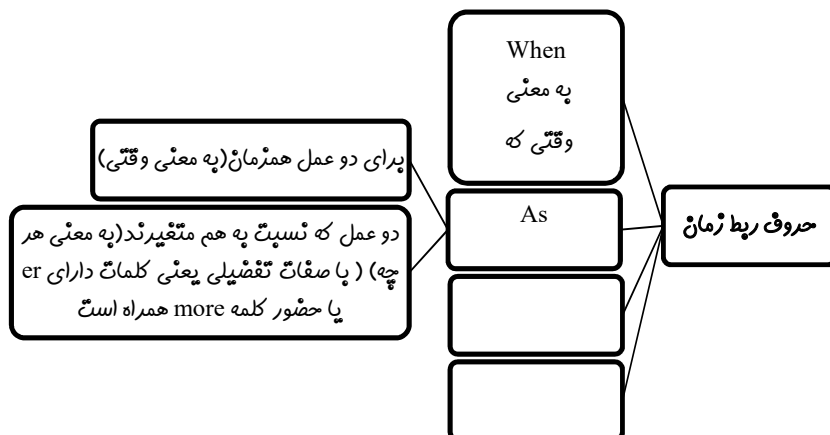 حروف ربط زمان
When
به معنی
وقتی که
As
برای دو عمل همزمان(به معنی وقتی)
دو عمل که نسبت به هم متغیرند(به معنی هر
چه) ( با صفات تفضیلی یعنی کلمات دارای er
یا حضور کلمه more همراه است